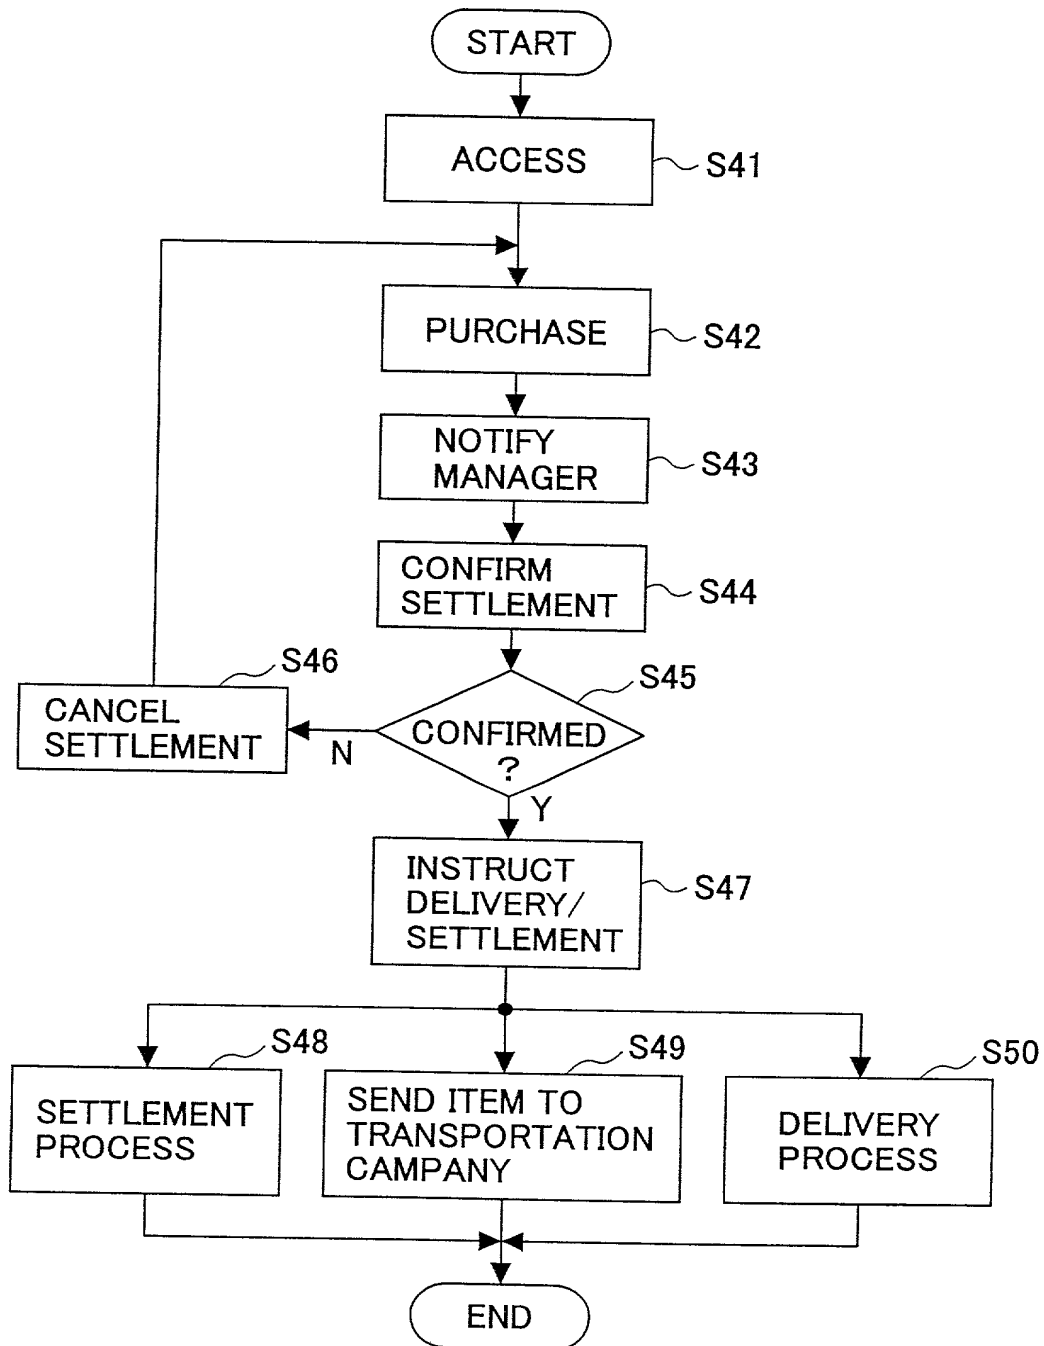 START
ACCESS
S41
PURCHASE
S42
NOTIFY
MANAGER
S43
CONFIRM
SETTLEMENT
S44
S46
CANCEL
SETTLEMENT
N
S45
CONFIRMED
?
Y
INSTRUCT
DELIVERY/
SETTLEMENT
S47
S48
SETTLEMENT
PROCESS
S49
SEND ITEM TO
TRANSPORTATION
CAMPANY
S50
DELIVERY
PROCESS
END